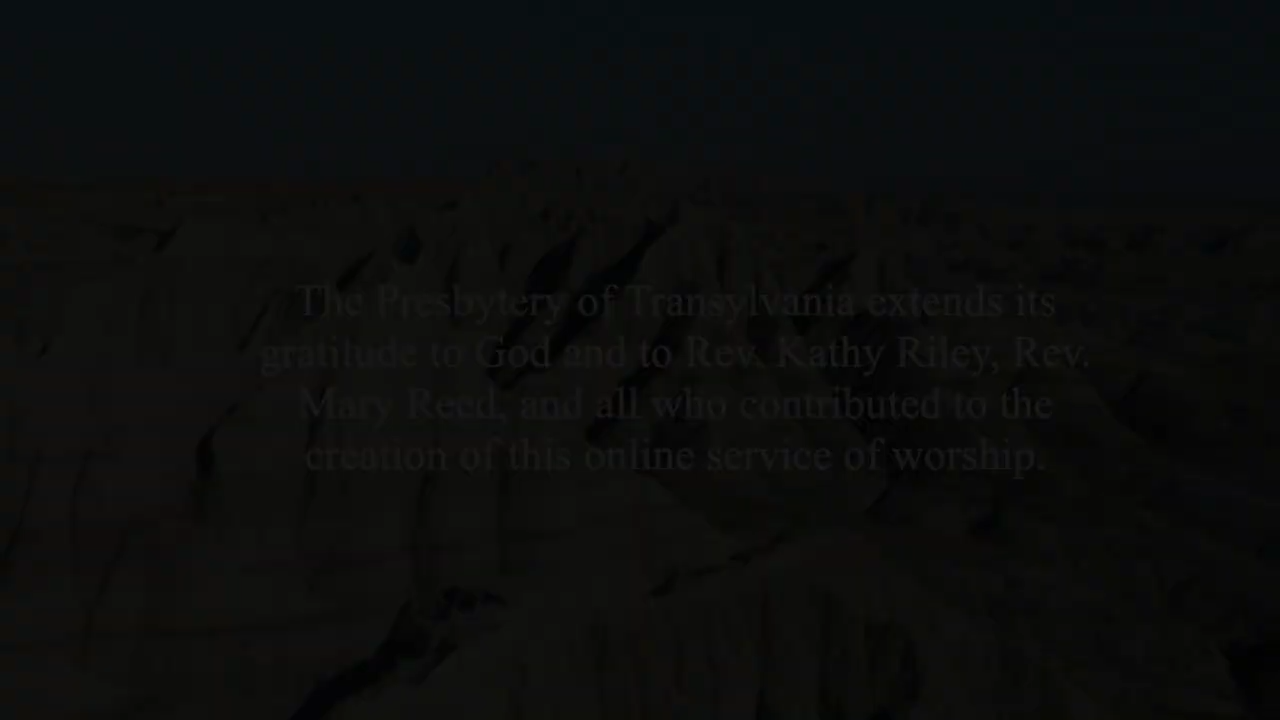 The Presbytery of Transylvania extends its
gratitude to God and to Rev. Kathy Riley, Rev.
Mary Reed, and all who contributed to the
creation of this online service of worship.